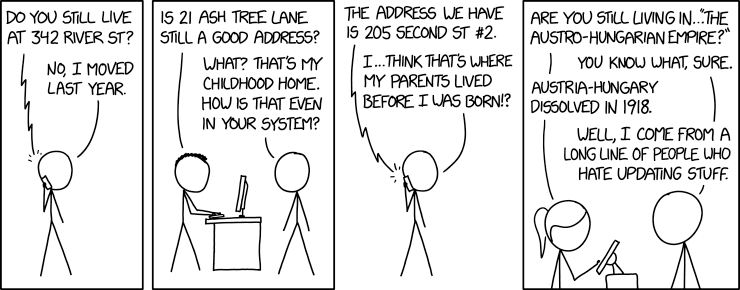 DO YOU STILL LIVE
AT 342 RIVER ST?
NO, I MOVED
LAST YEAR.
IS 21 ASH TREE LANE
STILL A GOOD ADDRESS?
WHAT? THAT'S MY
CHILDHOOD HOME.
HOW IS THAT EVEN
IN YOUR SYSTEM?
THE ADDRESS WE HAVE
IS 205 SECOND ST #2.
I...THINK THAT'S WHERE
MY PARENTS LIVED
BEFORE I WAS BORN!?
ARE YOU STILL LIVING IN..."THE
AUSTRO-HUNGARIAN EMPIRE?"
YOU KNOW WHAT, SURE.
AUSTRIA-HUNGARY
DISSOLVED IN 1918.
WELL, I COME FROM A
LONG LINE OF PEOPLE WHO
HATE UPDATING STUFF.